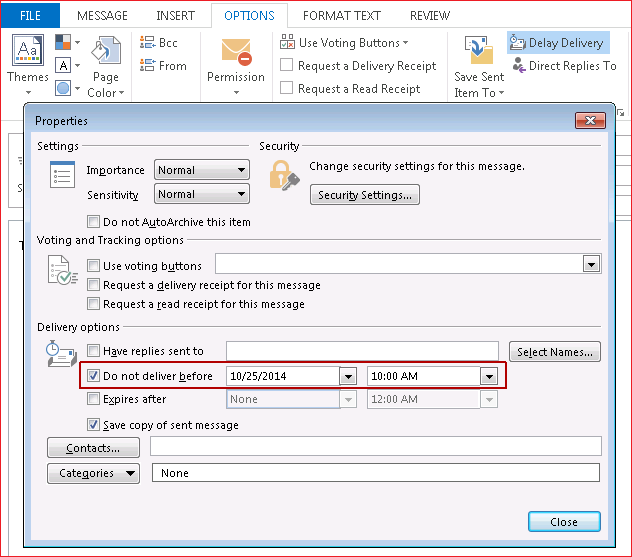 FILE MESSAGE INSERT OPTIONS FORMAT TEXT REVIEW
Aa Bcc Use Voting Buttons Delay Delivery
A From Request a Delivery Receipt Direct Replies To
Themes Page Color Permission Request a Read Receipt Save Sent Item To
Properties
Settings Security
Importance Normal Change security settings for this message.
Sensitivity Normal Security Settings...
Do not AutoArchive this item
Voting and Tracking options
Use voting buttons
Request a delivery receipt for this message
Request a read receipt for this message
Delivery options
Have replies sent to Select Names...
Do not deliver before 10/25/2014 10:00 AM
Expires after None 12:00 AM
Save copy of sent message
Contacts...
Categories None
Close